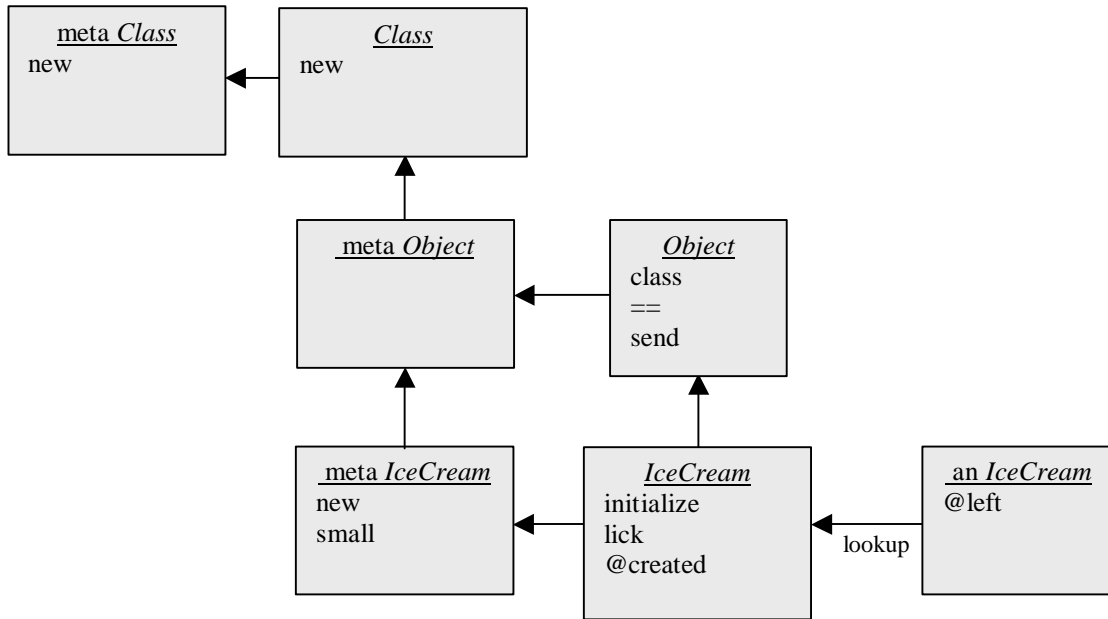 meta Class
new
Class
new
meta Object
Object
class
==
send
meta IceCream
new
small
IceCream
initialize
lick
@created
lookup
an IceCream
@left